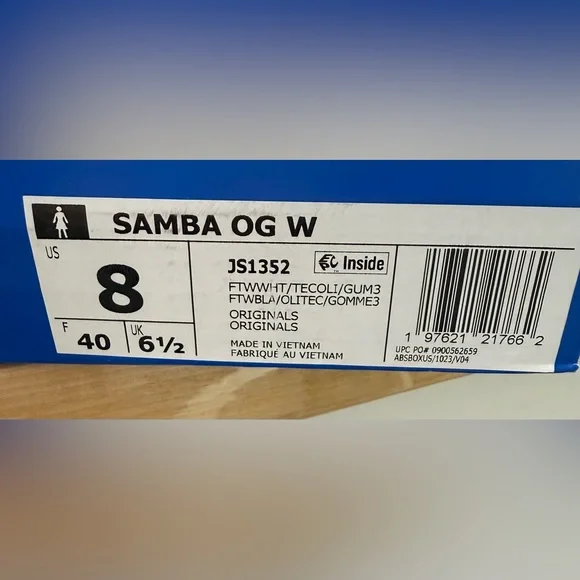 SAMBA OG W
US
8
F
40
UK
6½
JS1352
Inside
FTWWHT/TECOLI/GUM3
FTWBLA/OLITEC/GOMME3
ORIGINALS
ORIGINALS
MADE IN VIETNAM
FABRIQUÉ AU VIETNAM
1 97621 21766 2
UPC PO# 0900562659
ABSBOXUS/1023/V04